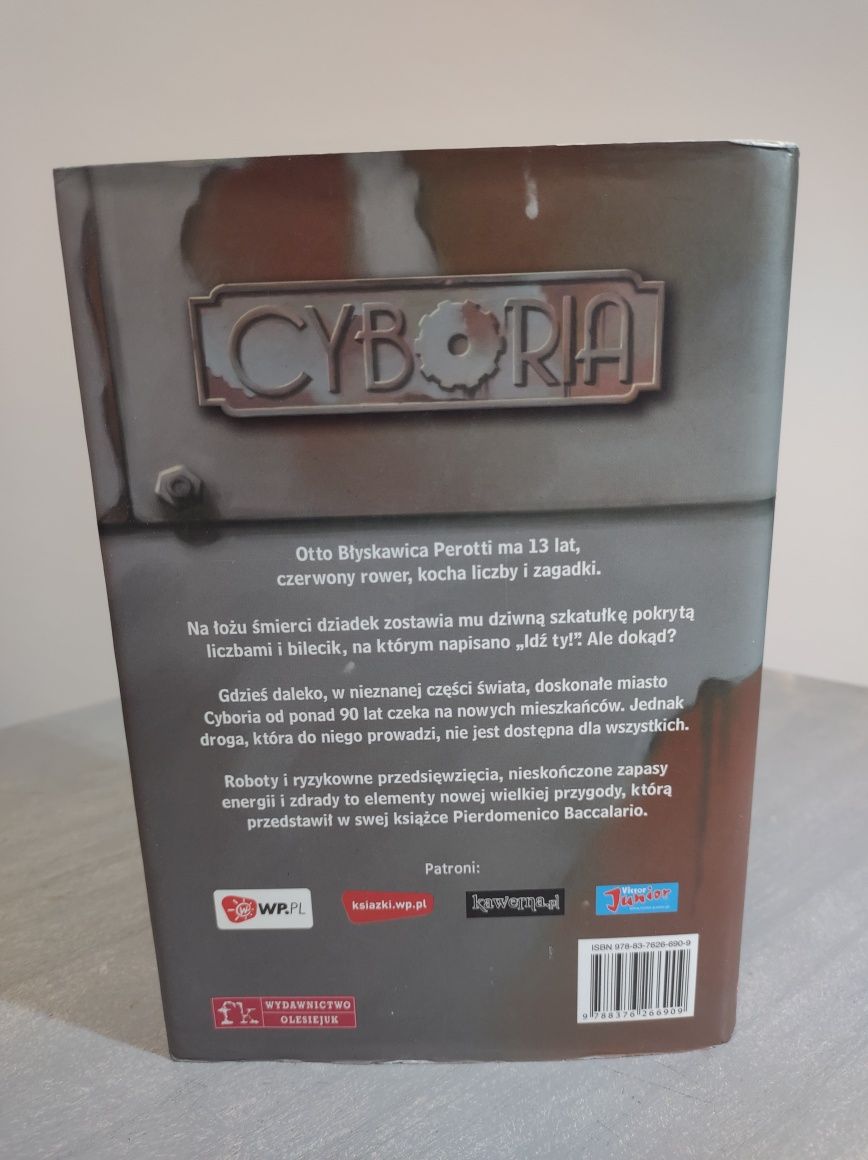 CYBORIA
Otto Błyskawica Perotti ma 13 lat,
czerwony rower, kocha liczby i zagadki.
Na łożu śmierci dziadek zostawia mu dziwną szkatułkę pokrytą
liczbami i bilecik, na którym napisano „Idź ty!”. Ale dokąd?
Gdzieś daleko, w nieznanej części świata, doskonałe miasto
Cyboria od ponad 90 lat czeka na nowych mieszkańców. Jednak
droga, która do niego prowadzi, nie jest dostępna dla wszystkich.
Roboty i ryzykowne przedsięwzięcia, nieskończone zapasy
energii i zdrady to elementy nowej wielkiej przygody, którą
przedstawił w swej książce Pierdomenico Baccalario.
Patroni:
WP.PL
ksiazki.wp.pl
kawerna.pl
Victor
Junior
ISBN 978-83-7626-690-9
9 788376 266909
fk WYDAWNICTWO
OLESIEJUK